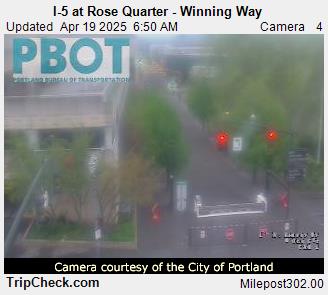 I-5 at Rose Quarter - Winning Way
Updated Apr 19 2025 6:50 AM Camera 4
PBOT
PORTLAND BUREAU OF TRANSPORTATION
Camera courtesy of the City of Portland
TripCheck.com Milepost302.00